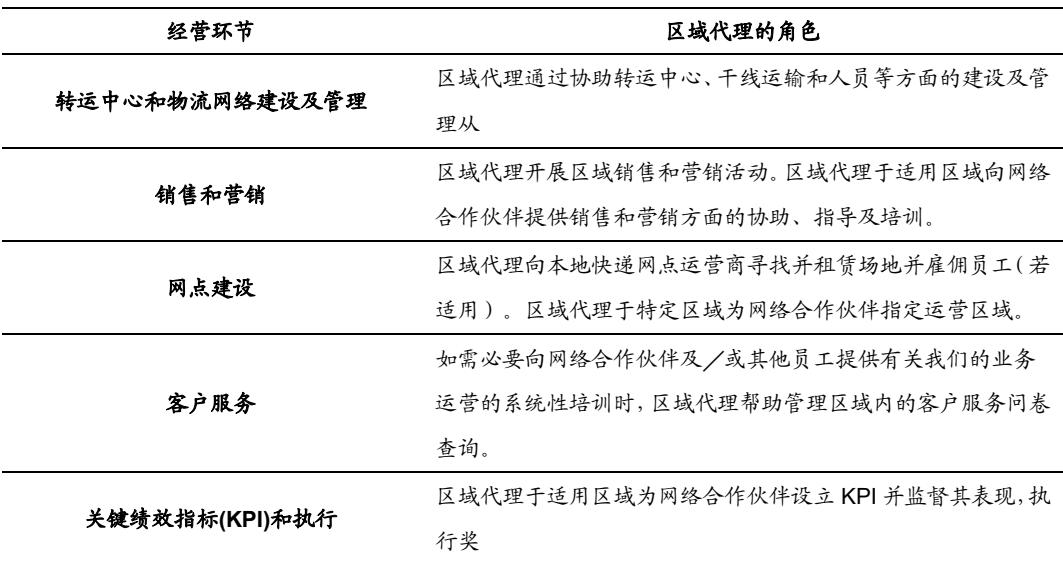 经营环节 区域代理的角色
转运中心和物流网络建设及管理
区域代理通过协助转运中心、干线运输和人员等方面的建设及管
理从
销售和营销
区域代理开展区域销售和营销活动。区域代理于适用区域向网络
合作伙伴提供销售和营销方面的协助、指导及培训。
网点建设
区域代理向本地快递网点运营商寻找并租赁场地并雇佣员工（若
适用）。区域代理于特定区域为网络合作伙伴指定运营区域。
客户服务
如需必要向网络合作伙伴及／或其他员工提供有关我们的业务
运营的系统性培训时，区域代理帮助管理区域内的客户服务问卷
查询。
关键绩效指标(KPI)和执行
区域代理于适用区域为网络合作伙伴设立 KPI 并监督其表现，执
行奖